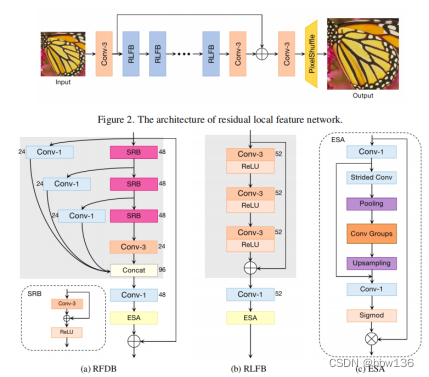 Input
Conv-3
RLFB
RLFB
RLFB
Conv-3
Conv-3
PixelShuffle
Output
Figure 2. The architecture of residual local feature network.
24
Conv-1
SRB
48
24
Conv-1
SRB
48
24
Conv-1
SRB
48
Conv-3
24
Concat
96
Conv-1
48
ESA
SRB
Conv-3
ReLU
(a) RFDB
Conv-3
52
ReLU
Conv-3
52
ReLU
Conv-3
52
ReLU
Conv-1
52
ESA
(b) RLFB
ESA
Conv-1
Strided Conv
Pooling
Conv Groups
Upsampling
Conv-1
Sigmod
(c) ESA
CSDN @hbw136